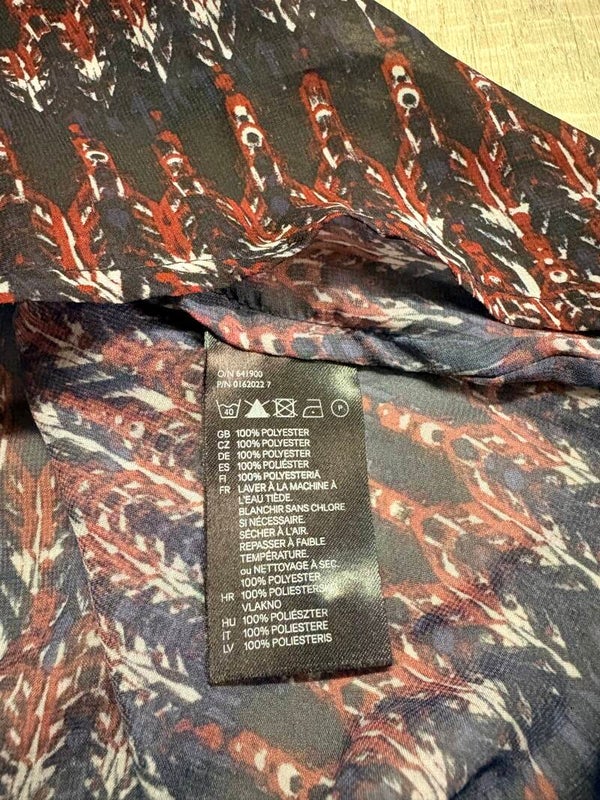 O/N 641900
P/N 0162022 7
40 P
GB 100% POLYESTER
CZ 100% POLYESTER
DE 100% POLYESTER
ES 100% POLIÉSTER
FI 100% POLYESTERIÄ
FR LAVER À LA MACHINE À
L'EAU TIÈDE.
BLANCHIR SANS CHLORE
SI NÉCESSAIRE.
SÉCHER À L'AIR.
REPASSER À FAIBLE
TEMPÉRATURE.
ou NETTOYAGE À SEC.
100% POLYESTER
HR 100% POLIESTERSKO
VLAKNO
HU 100% POLIÉSZTER
IT 100% POLIESTERE
LV 100% POLIESTERIS